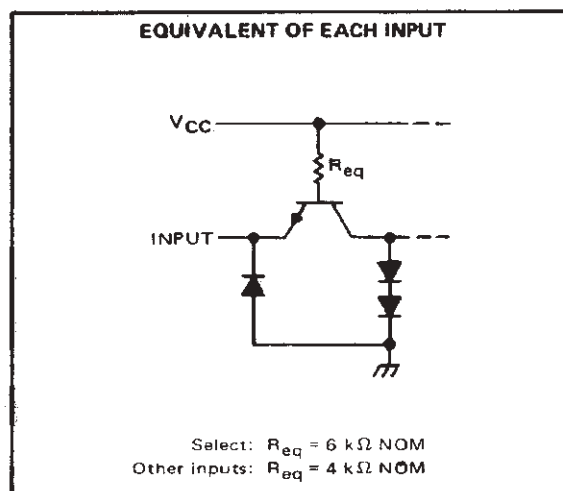 EQUIVALENT OF EACH INPUT
VCC
Req
INPUT
Select: Req = 6 kΩ NOM
Other inputs: Req = 4 kΩ NOM